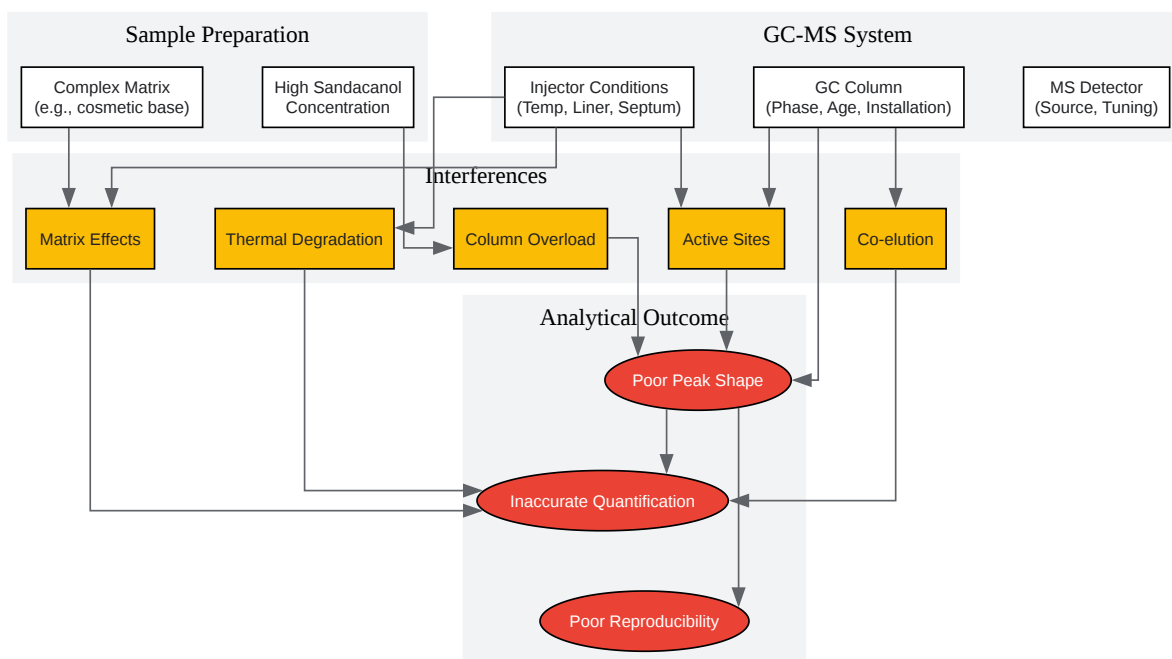 Sample Preparation
GC-MS System
Complex Matrix
(e.g., cosmetic base)
High Sandacanol
Concentration
Injector Conditions
(Temp, Liner, Septum)
GC Column
(Phase, Age, Installation)
MS Detector
(Source, Tuning)
Interferences
Matrix Effects
Thermal Degradation
Column Overload
Active Sites
Co-elution
Analytical Outcome
Poor Peak Shape
Inaccurate Quantification
Poor Reproducibility